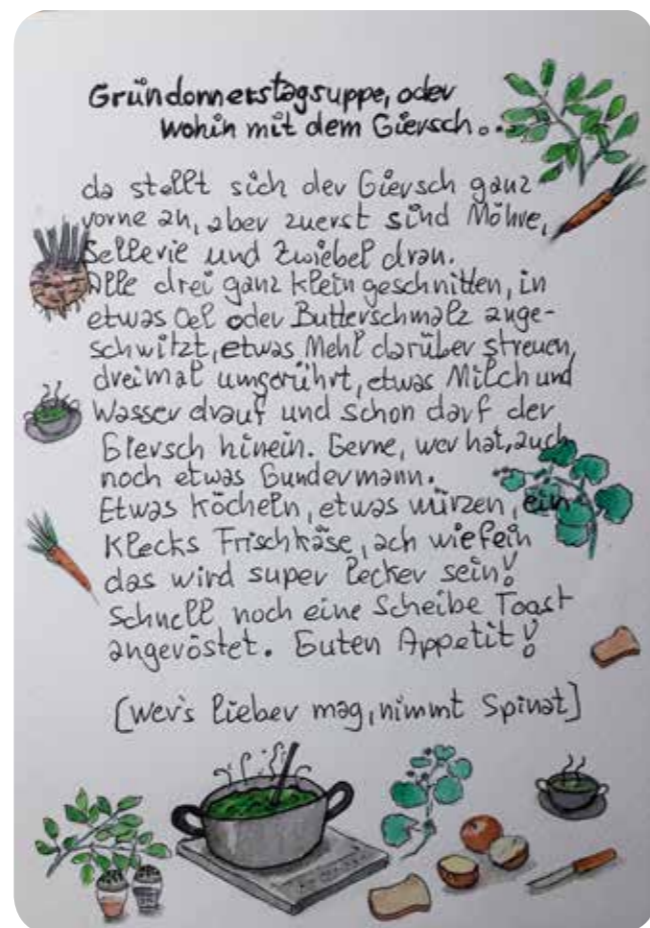 Gründonnerstagsuppe, oder
wohin mit dem Giersch...
da stellt sich der Giersch ganz
vorne an, aber zuerst sind Möhre,
Sellerie und Zwiebel dran.
Alle drei ganz klein geschnitten, in
etwas Oel oder Butterschmalz ange-
schwitzt, etwas Mehl darüber streuen,
dreimal umgerührt, etwas Milch und
Wasser drauf und schon darf der
Giersch hinein. Gerne, wer hat, auch
noch etwas Gundermann.
Etwas köcheln, etwas würzen, ein
Klecks Frischkäse, ach wie fein
das wird super lecker sein!
Schnell noch eine Scheibe Toast
angeröstet. Guten Appetit!
[Wer's lieber mag, nimmt Spinat]